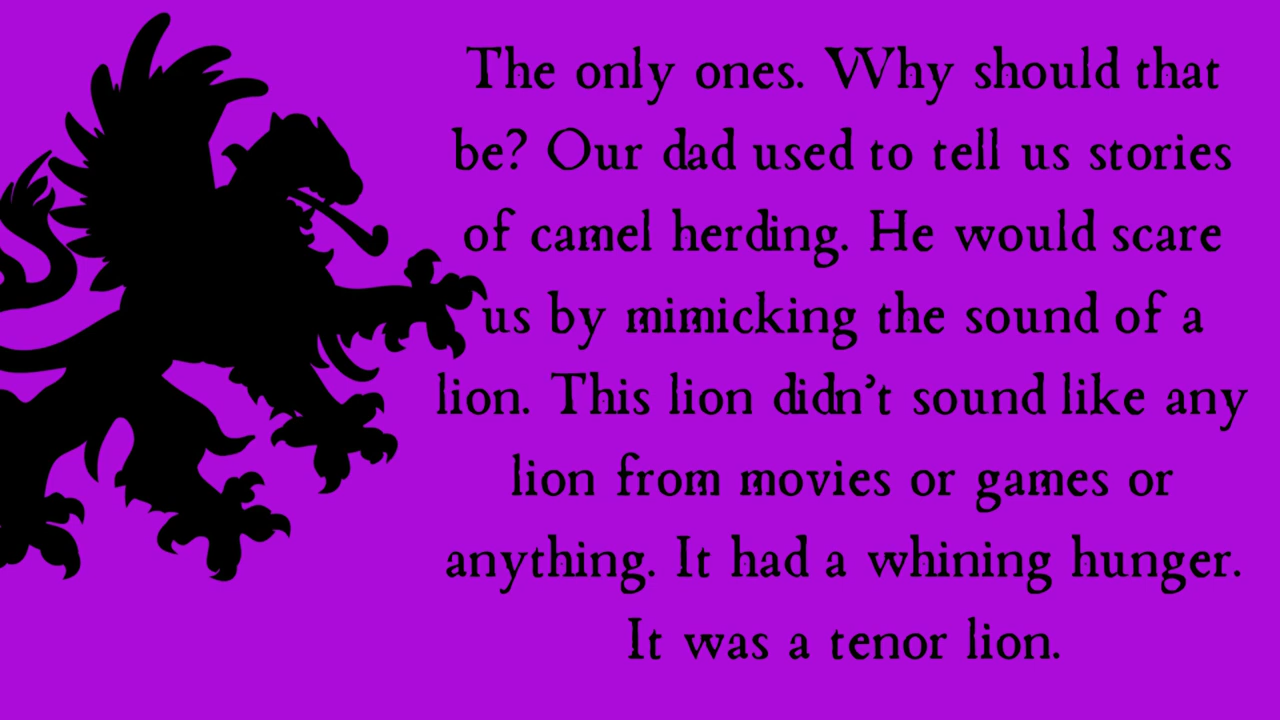 The only ones. Why should that
be? Our dad used to tell us stories
of camel herding. He would scare
us by mimicking the sound of a
lion. This lion didn’t sound like any
lion from movies or games or
anything. It had a whining hunger.
It was a tenor lion.